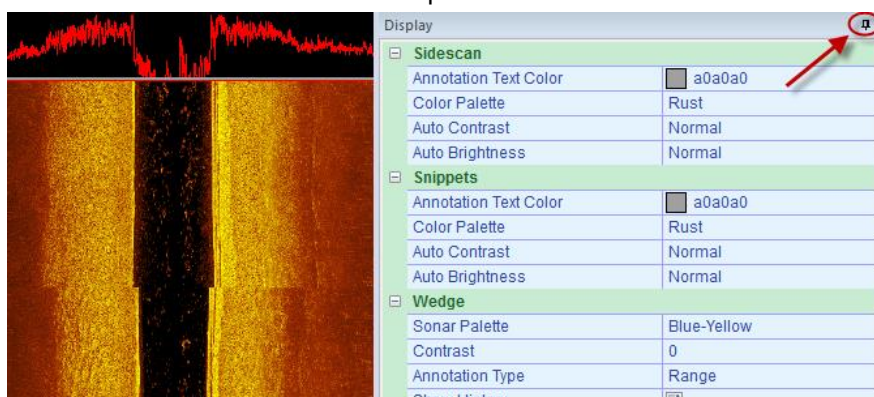 Display
Sidescan
Annotation Text Color a0a0a0
Color Palette Rust
Auto Contrast Normal
Auto Brightness Normal
Snippets
Annotation Text Color a0a0a0
Color Palette Rust
Auto Contrast Normal
Auto Brightness Normal
Wedge
Sonar Palette Blue-Yellow
Contrast 0
Annotation Type Range